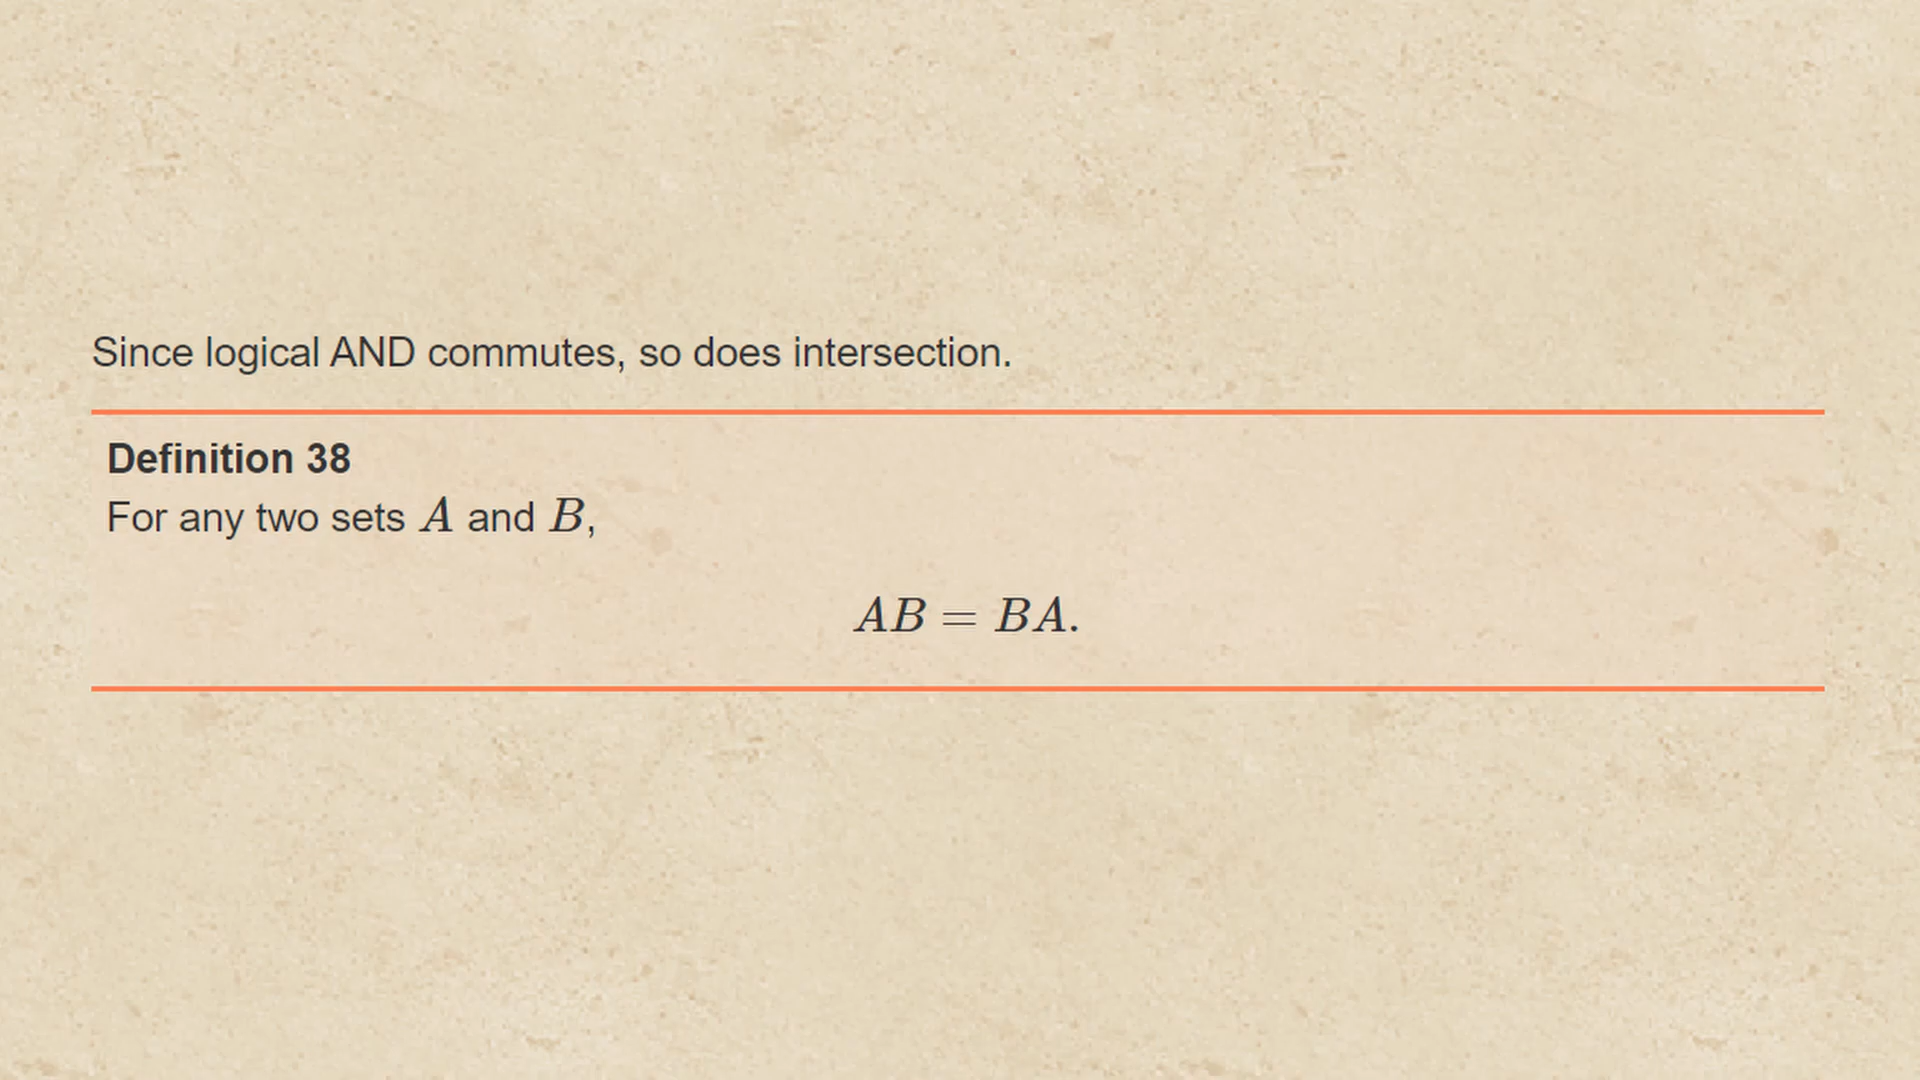 Since logical AND commutes, so does intersection.
Definition 38
For any two sets A and B,
AB = BA.